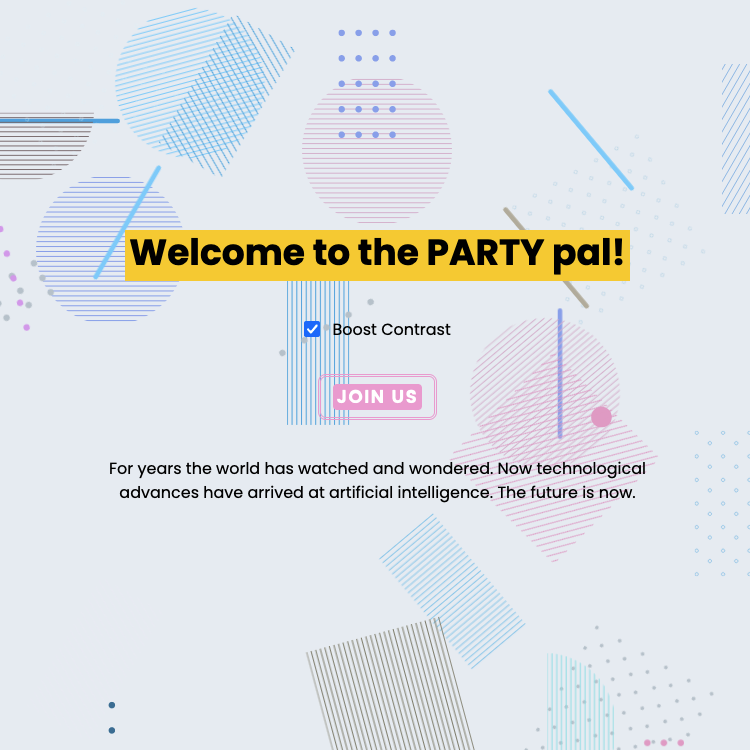 Welcome to the PARTY pal!
Boost Contrast
JOIN US
For years the world has watched and wondered. Now technological
advances have arrived at artificial intelligence. The future is now.